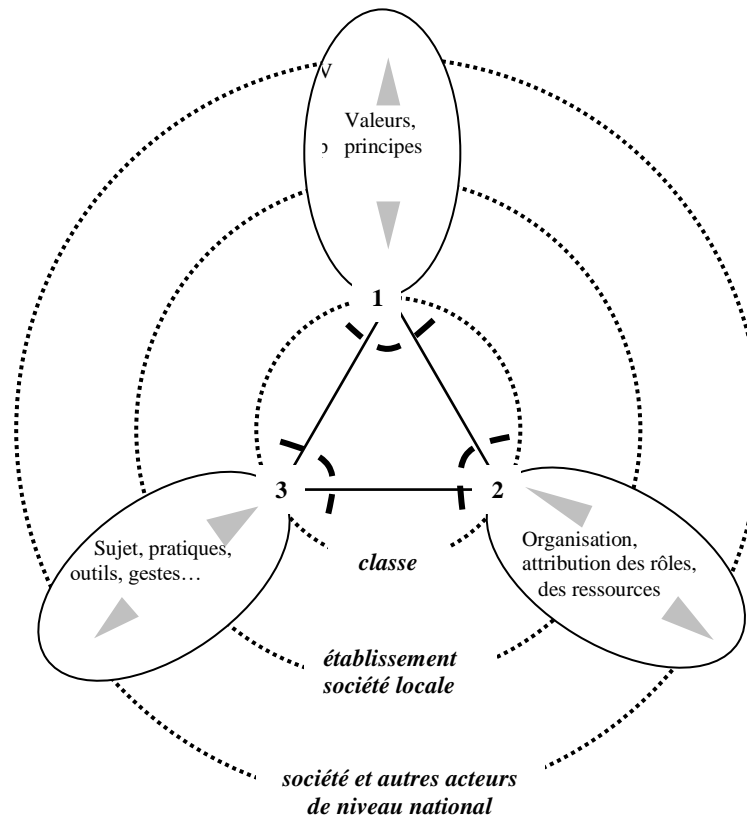 Valeurs,
principes
1
3
2
Sujet, pratiques,
outils, gestes…
Organisation,
attribution des rôles,
des ressources
classe
établissement
société locale
société et autres acteurs
de niveau national